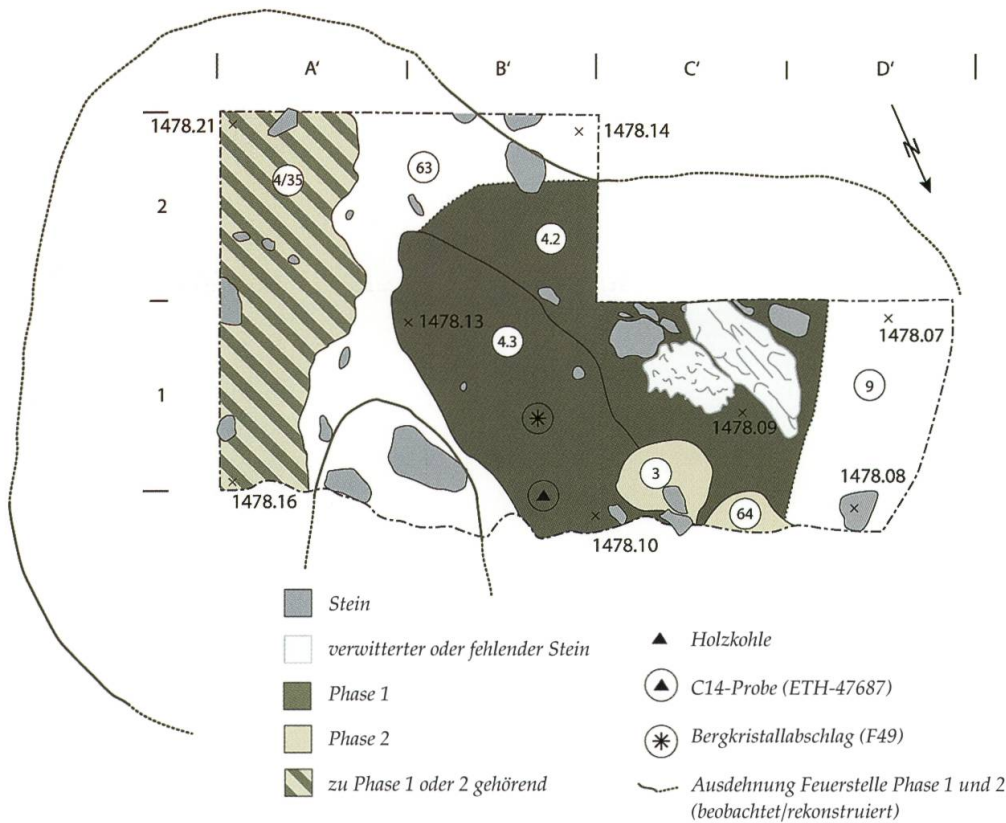 A' B' C' D'
1478.21
1478.14
4/35
63
2
4.2
1478.13
4.3
1478.07
1
9
1478.09
1478.08
3
64
1478.16
1478.10
N
Stein
verwitterter oder fehlender Stein
Phase 1
Phase 2
zu Phase 1 oder 2 gehörend
Holzkohle
C14-Probe (ETH-47687)
Bergkristallabschlag (F49)
Ausdehnung Feuerstelle Phase 1 und 2
(beobachtet/rekonstruiert)